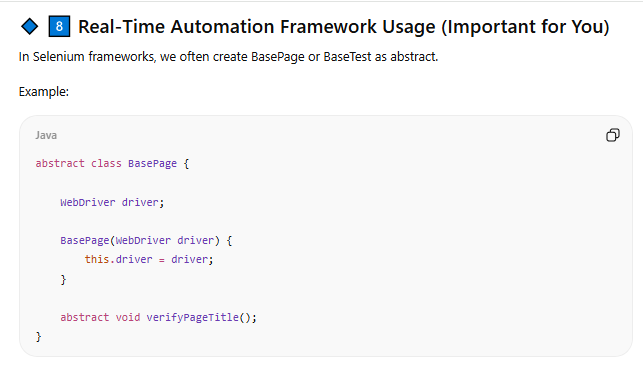 🔹 8 Real-Time Automation Framework Usage (Important for You)
In Selenium frameworks, we often create BasePage or BaseTest as abstract.
Example:
Java
abstract class BasePage {
WebDriver driver;
BasePage(WebDriver driver) {
this.driver = driver;
}
abstract void verifyPageTitle();
}